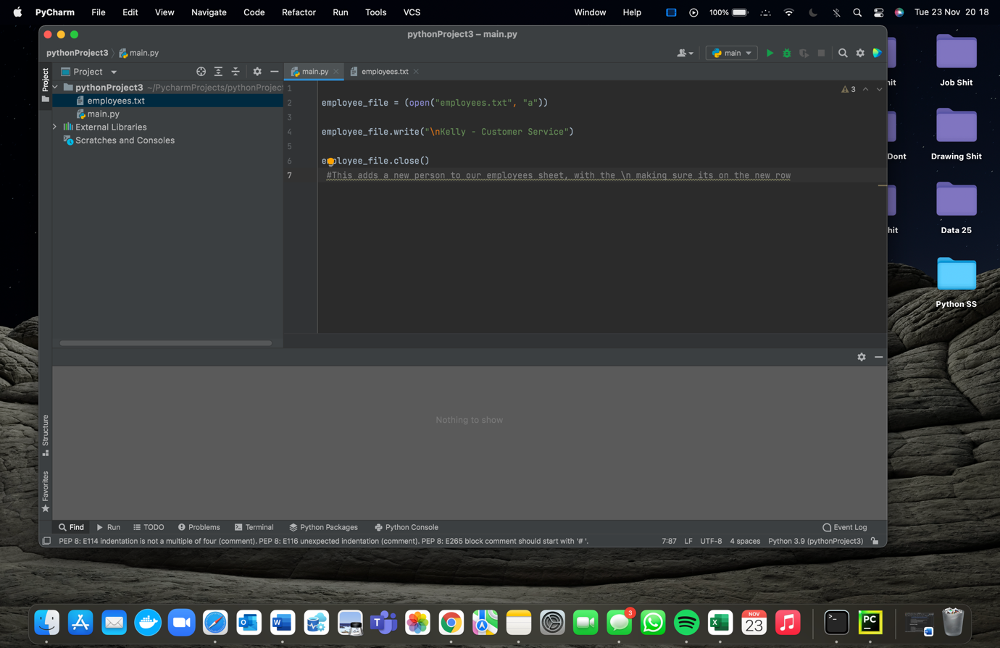 PyCharm File Edit View Navigate Code Refactor Run Tools VCS Window Help 100% Tue 23 Nov 20 18
pythonProject3 – main.py
pythonProject3 main.py main
Project Project main.py employees.txt
pythonProject3 ~/PycharmProjects/pythonProject
employees.txt
main.py
External Libraries
Scratches and Consoles
3
1
2 employee_file = (open("employees.txt", "a"))
3
4 employee_file.write("\nKelly - Customer Service")
5
6 employee_file.close()
7 #This adds a new person to our employees sheet, with the \n making sure its on the new row
Job Shit
Dont Drawing Shit
hit Data 25
Python SS
Nothing to show
Structure
Favorites
Find Run TODO Problems Terminal Python Packages Python Console Event Log
PEP 8: E114 indentation is not a multiple of four (comment). PEP 8: E116 unexpected indentation (comment). PEP 8: E265 block comment should start with '# '. 7:87 LF UTF-8 4 spaces Python 3.9 (pythonProject3)
3
NOV
23
PC